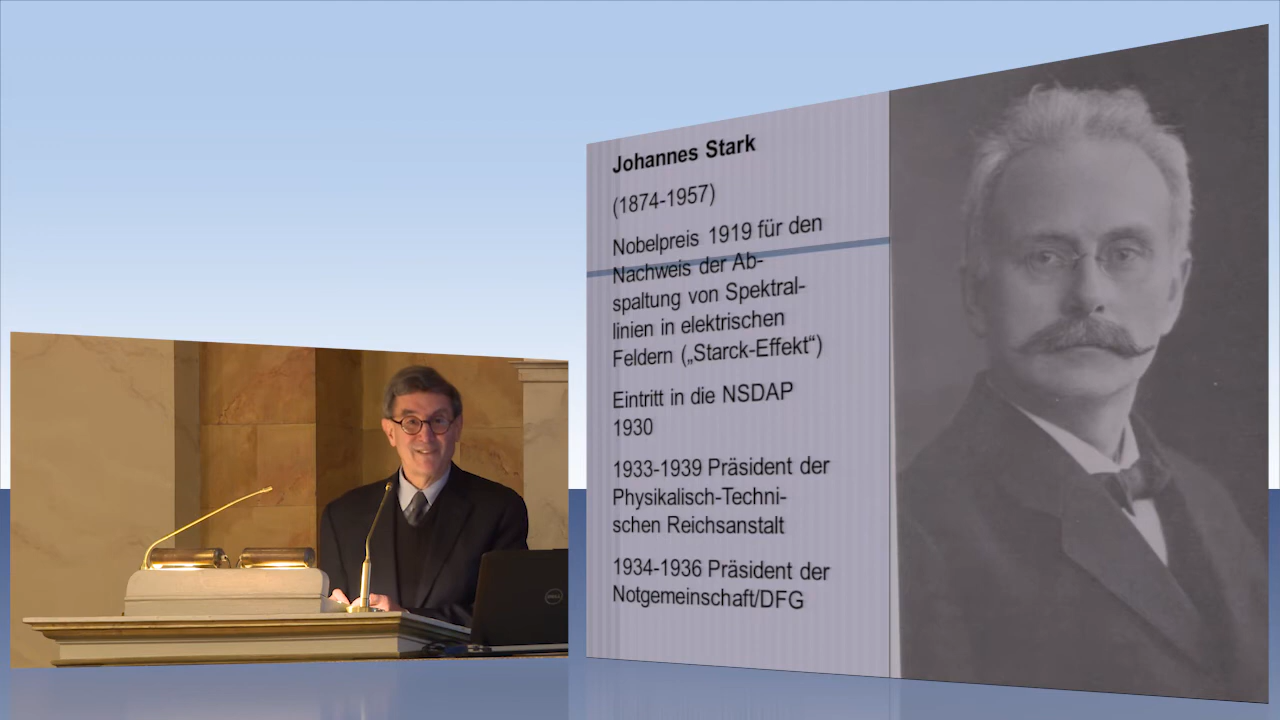 Johannes Stark
(1874-1957)
Nobelpreis 1919 für den
Nachweis der Ab-
spaltung von Spektral-
linien in elektrischen
Feldern („Starck-Effekt“)
Eintritt in die NSDAP
1930
1933-1939 Präsident der
Physikalisch-Techni-
schen Reichsanstalt
1934-1936 Präsident der
Notgemeinschaft/DFG
DELL